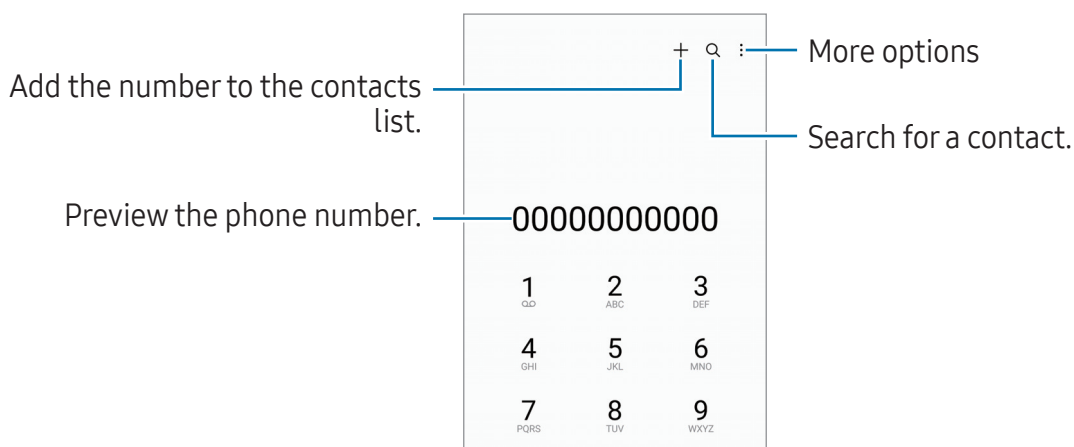 More options
Add the number to the contacts
list.
Search for a contact.
Preview the phone number.
00000000000
1 2 3
ABC DEF
4 5 6
GHI JKL MNO
7 8 9
PQRS TUV WXYZ